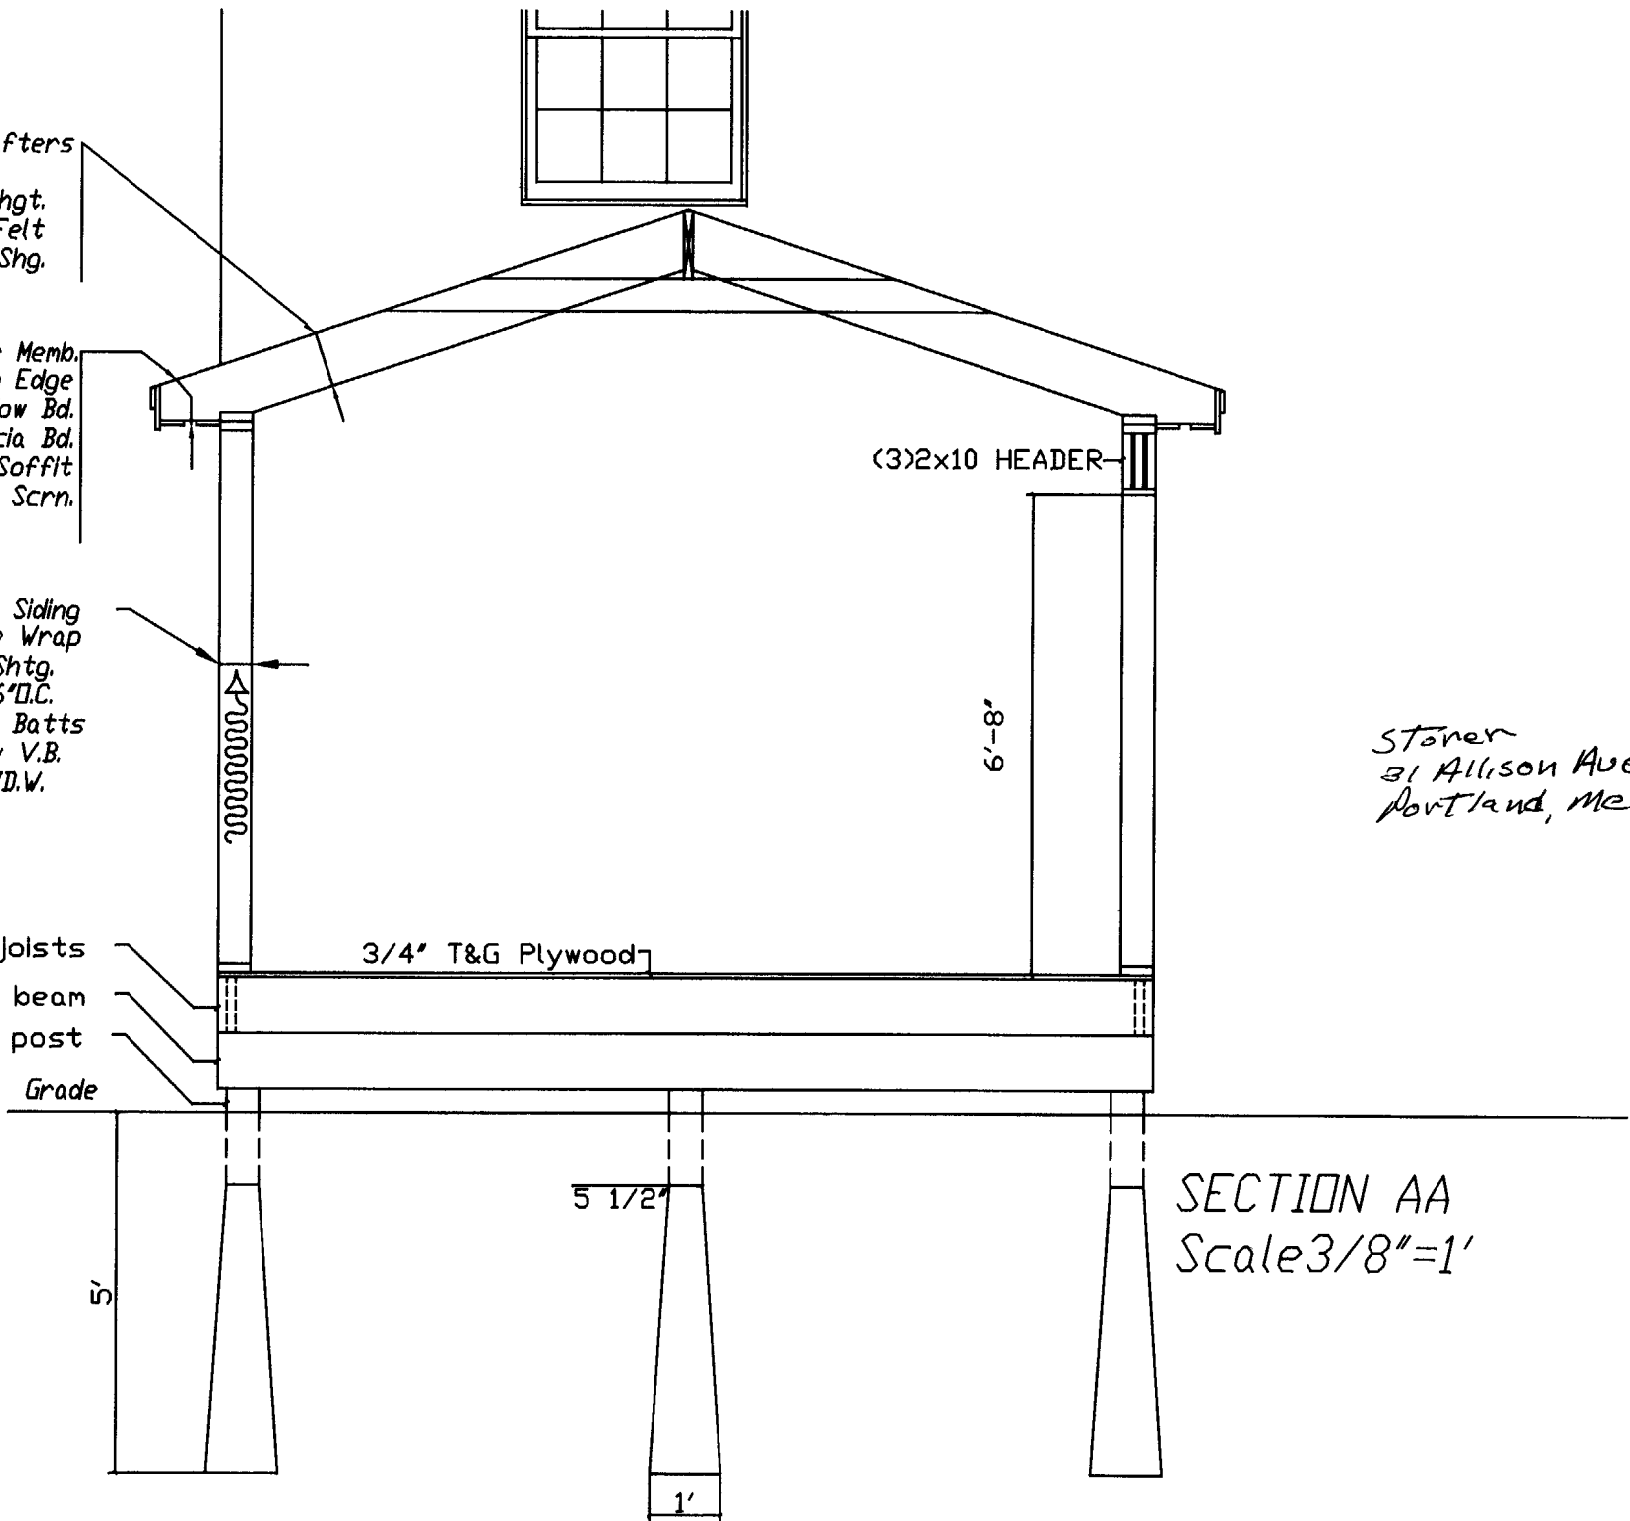 fters
hgt.
Felt
Shg.
Memb.
Edge
ow Bd.
cia Bd.
Soffit
Scrn.
(3)2x10 HEADER
Siding
Wrap
Shtg.
6"O.C.
Batts
V.B.
D.W.
6'-8"
Storer
31 Allison Ave
Portland, Me
Joists
3/4" T&G Plywood
beam
post
Grade
5 1/2"
SECTION AA
Scale3/8"=1'
5'
1'